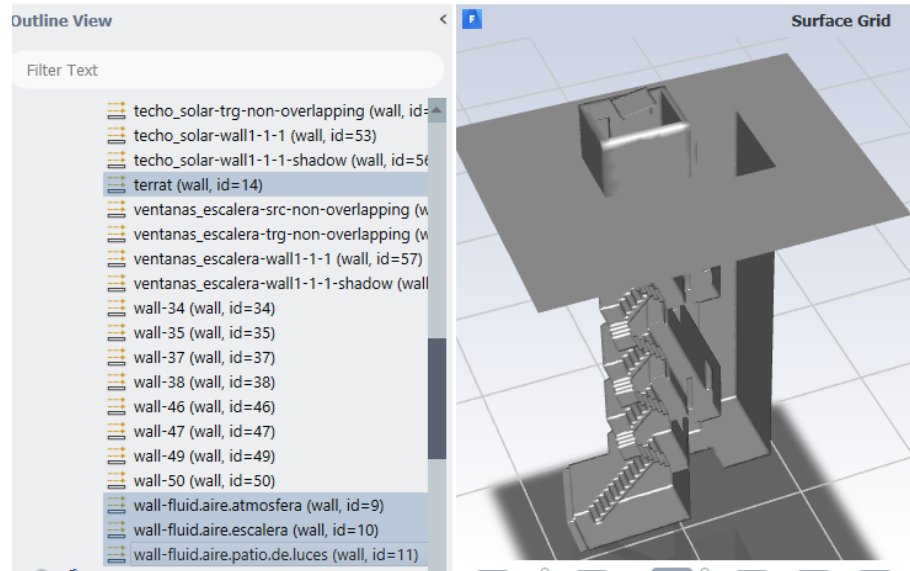 Outline View
<
F
Surface Grid
Filter Text
techo_solar-trg-non-overlapping (wall, id=
techo_solar-wall1-1-1 (wall, id=53)
techo_solar-wall1-1-1-shadow (wall, id=56
terrat (wall, id=14)
ventanas_escalera-src-non-overlapping (w
ventanas_escalera-trg-non-overlapping (w
ventanas_escalera-wall1-1-1 (wall, id=57)
ventanas_escalera-wall1-1-1-shadow (wall
wall-34 (wall, id=34)
wall-35 (wall, id=35)
wall-37 (wall, id=37)
wall-38 (wall, id=38)
wall-46 (wall, id=46)
wall-47 (wall, id=47)
wall-49 (wall, id=49)
wall-50 (wall, id=50)
wall-fluid.aire.atmosfera (wall, id=9)
wall-fluid.aire.escalera (wall, id=10)
wall-fluid.aire.patio.de.luces (wall, id=11)